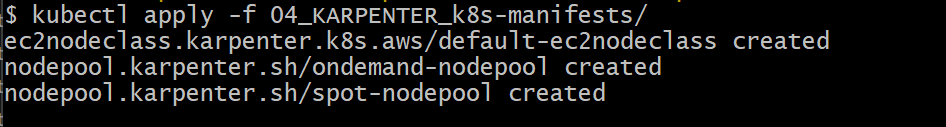 $ kubectl apply -f 04_KARPENTER_k8s-manifests/
ec2nodeclass.karpenter.k8s.aws/default-ec2nodeclass created
nodepool.karpenter.sh/ondemand-nodepool created
nodepool.karpenter.sh/spot-nodepool created